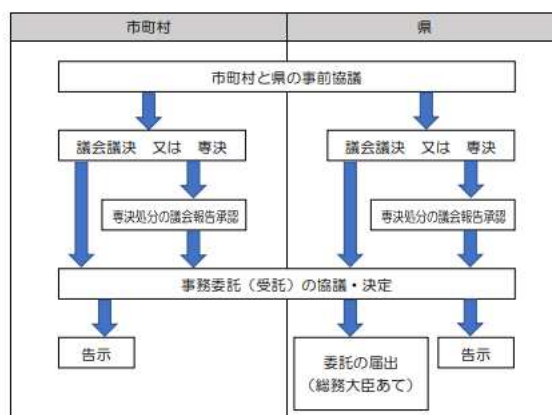 市町村
県
市町村と県の事前協議
議会議決　又は　専決
議会議決　又は　専決
専決処分の議会報告承認
専決処分の議会報告承認
事務委託（受託）の協議・決定
告示
委託の届出
（総務大臣あて）
告示